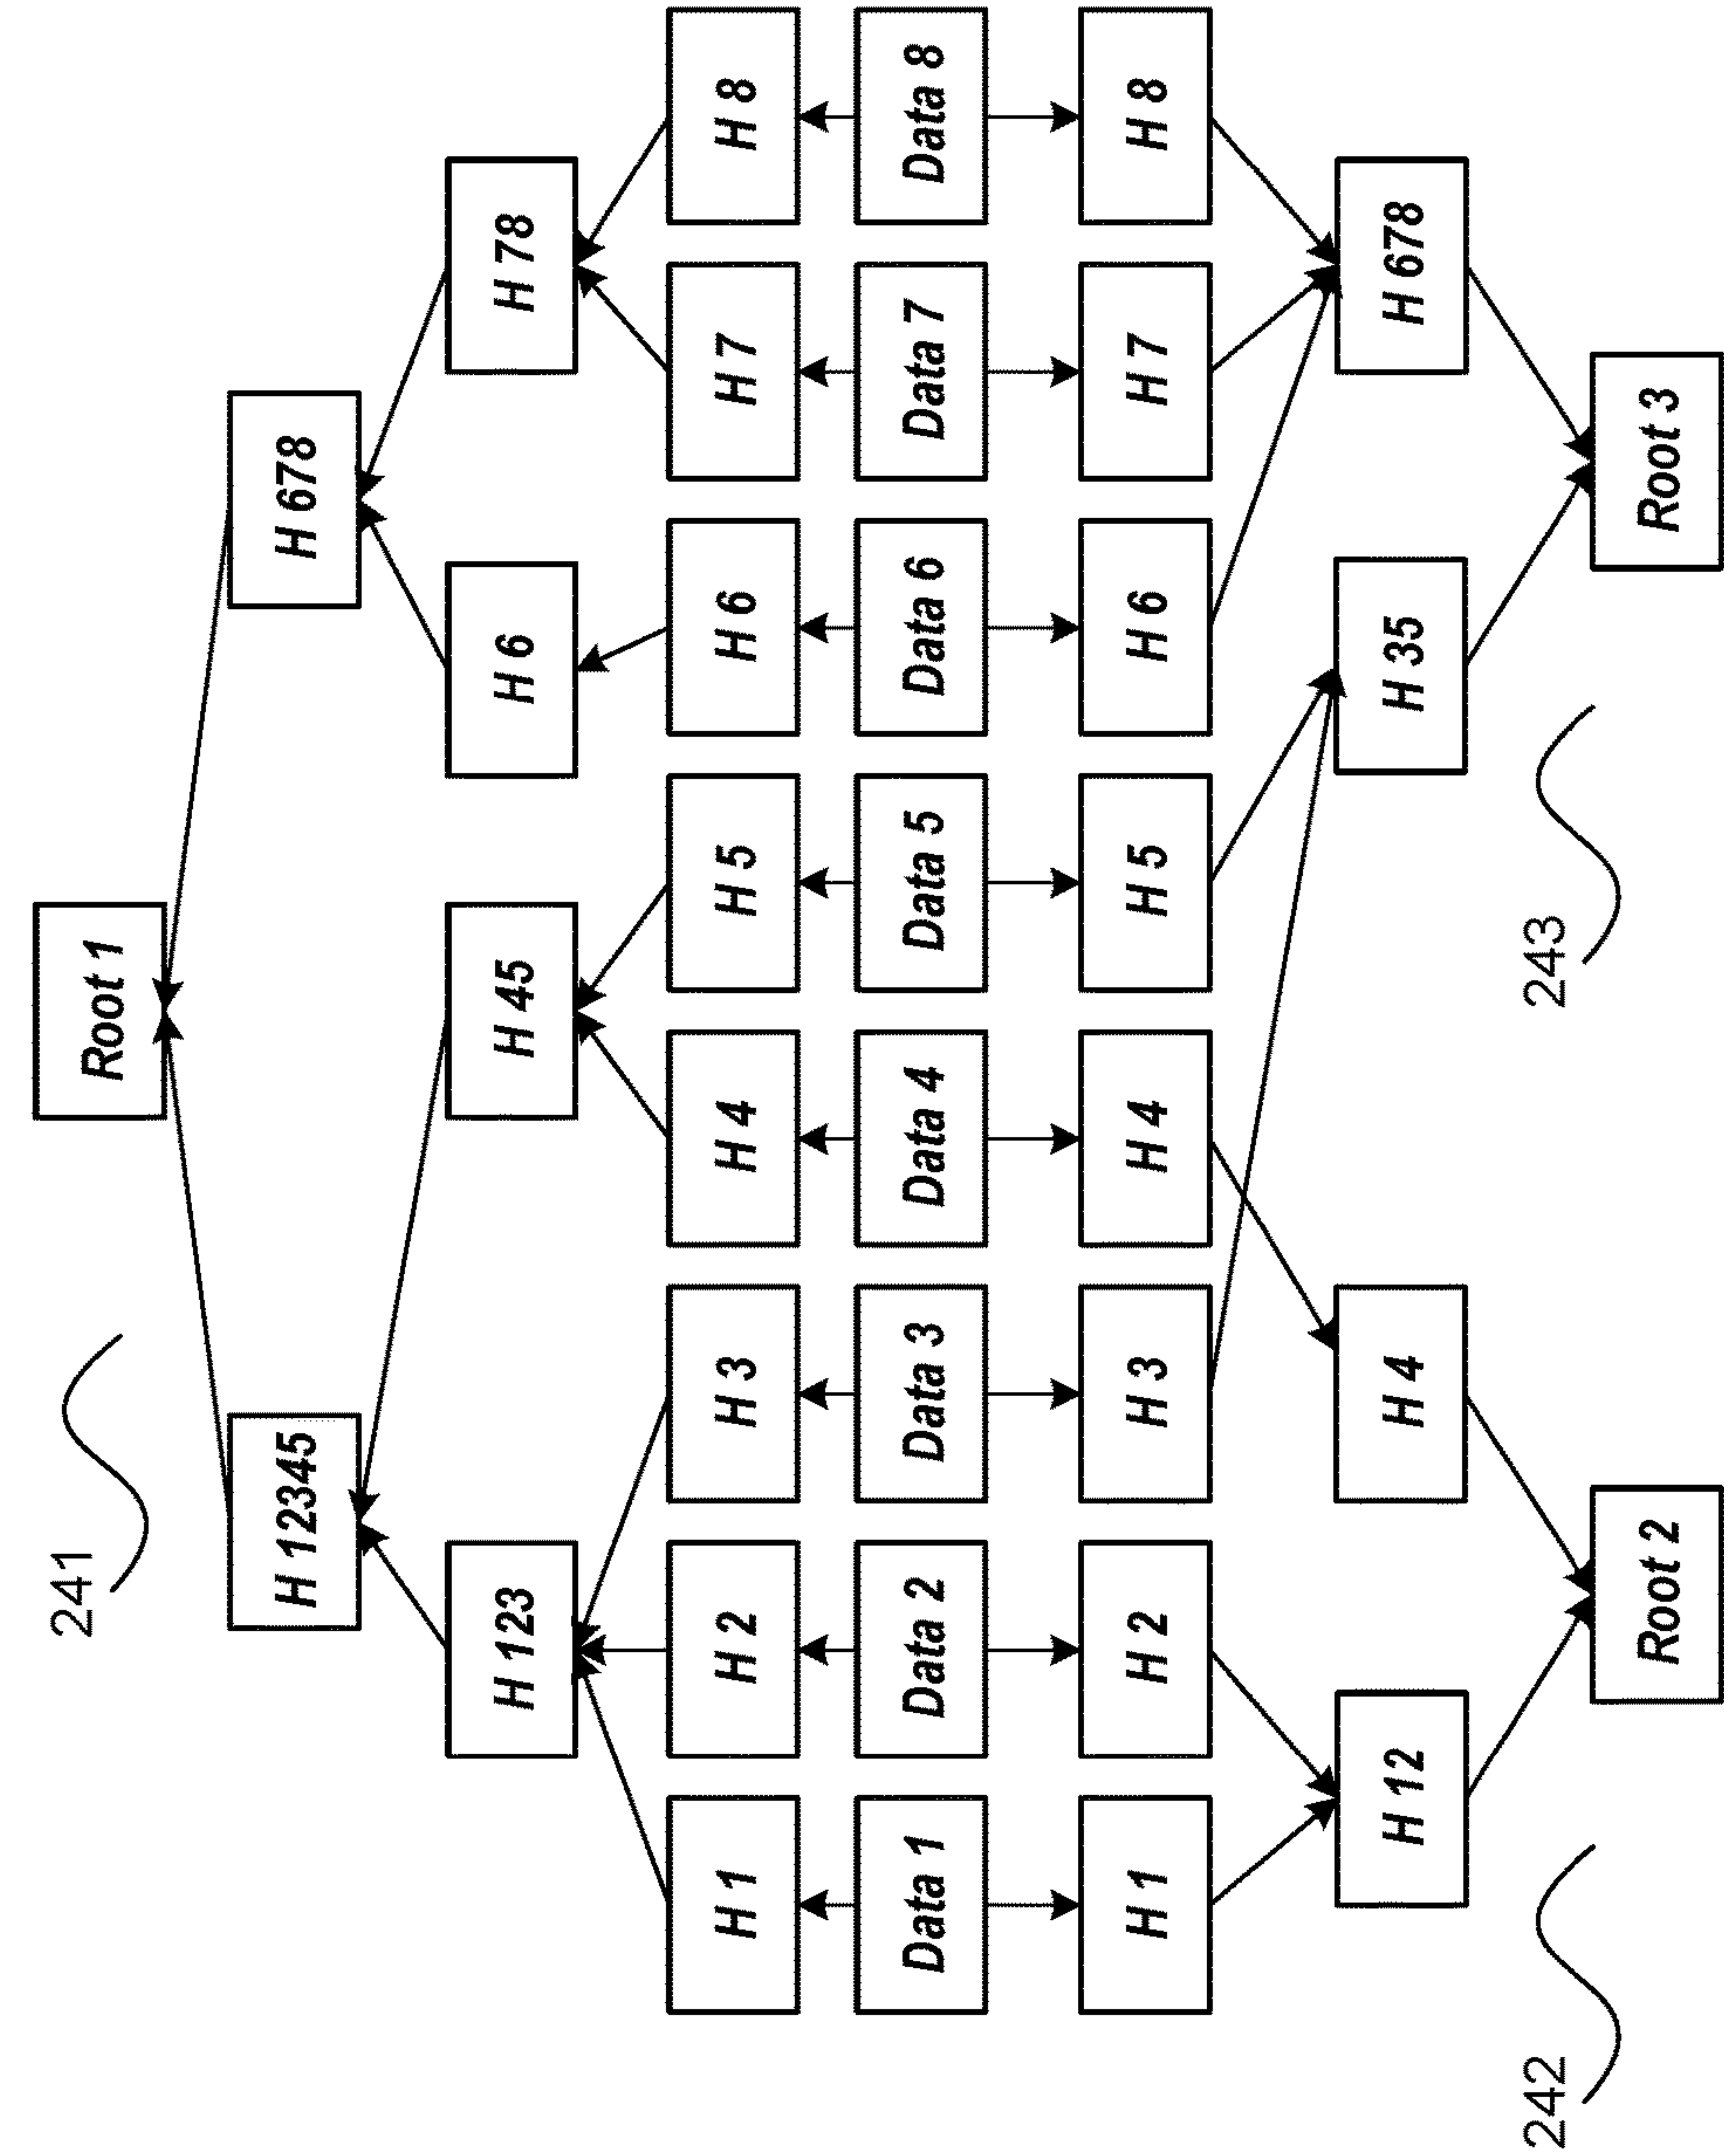 241
Root 1
H 12345
H 678
H 123
H 45
H 6
H 78
H 1
H 2
H 3
H 4
H 5
H 6
H 7
H 8
Data 1
Data 2
Data 3
Data 4
Data 5
Data 6
Data 7
Data 8
H 1
H 2
H 3
H 4
H 5
H 6
H 7
H 8
H 12
H 4
H 35
H 678
242
Root 2
243
Root 3